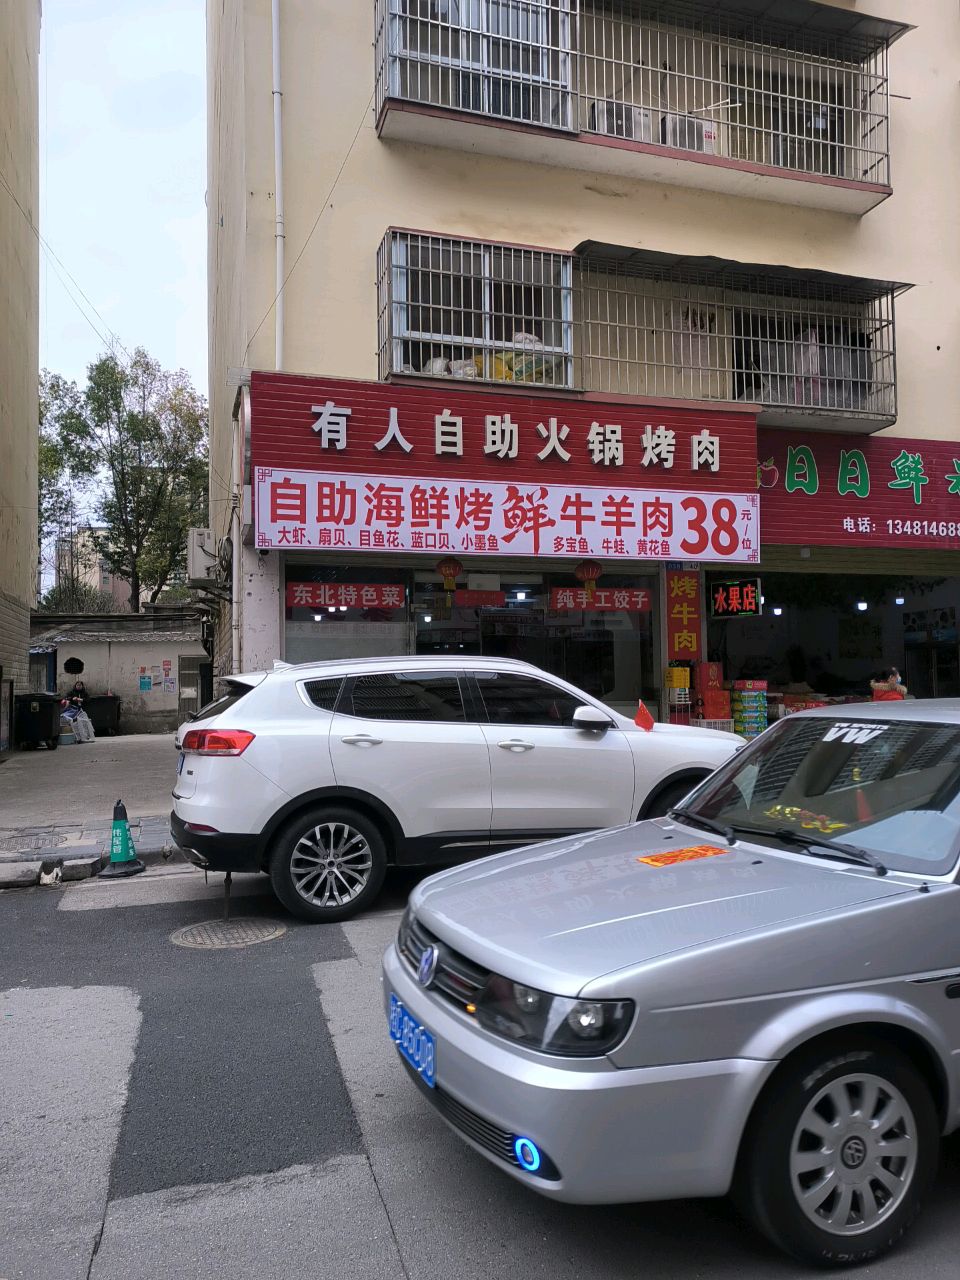 有人自助火锅烤肉
自助海鲜烤鲜牛羊肉38元/位
大虾、扇贝、目鱼花、蓝口贝、小墨鱼
多宝鱼、牛蛙、黄花鱼
日日鲜
电话：13481468
东北特色菜
纯手工饺子
烤牛肉
水果店
伟星管
VW